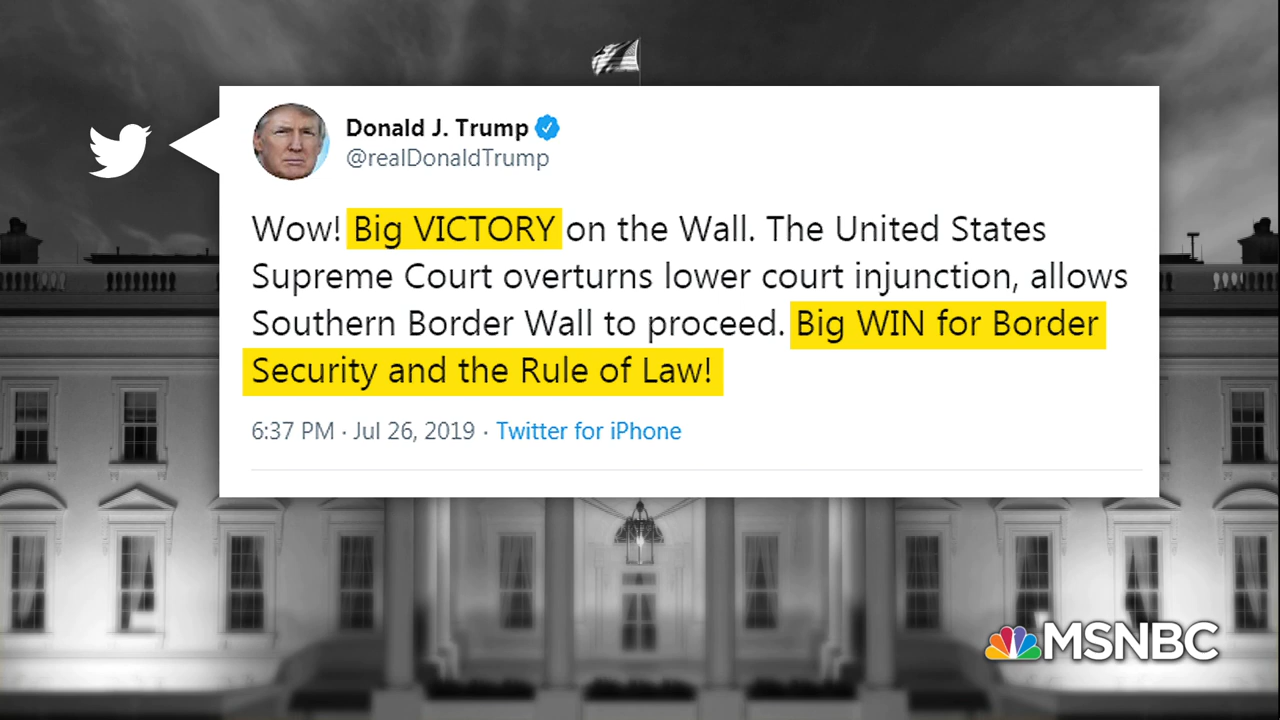 Donald J. Trump
@realDonaldTrump
Wow! Big VICTORY on the Wall. The United States
Supreme Court overturns lower court injunction, allows
Southern Border Wall to proceed. Big WIN for Border
Security and the Rule of Law!
6:37 PM · Jul 26, 2019 · Twitter for iPhone
MSNBC